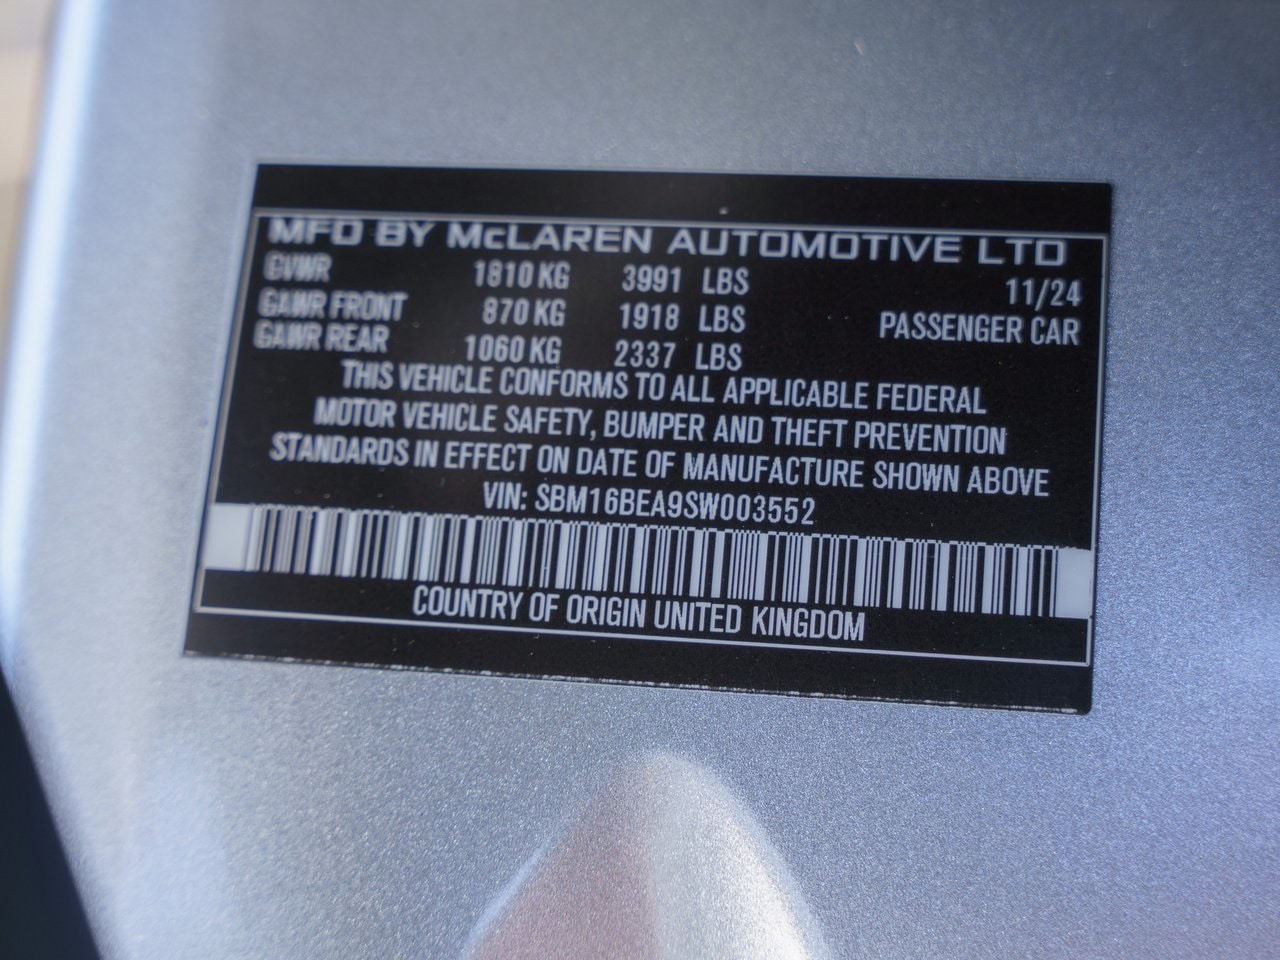 MFD BY McLAREN AUTOMOTIVE LTD
GVWR 1810 KG 3991 LBS 11/24
GAWR FRONT 870 KG 1918 LBS PASSENGER CAR
GAWR REAR 1060 KG 2337 LBS
THIS VEHICLE CONFORMS TO ALL APPLICABLE FEDERAL
MOTOR VEHICLE SAFETY, BUMPER AND THEFT PREVENTION
STANDARDS IN EFFECT ON DATE OF MANUFACTURE SHOWN ABOVE
VIN: SBM16BEA9SW003552
COUNTRY OF ORIGIN UNITED KINGDOM